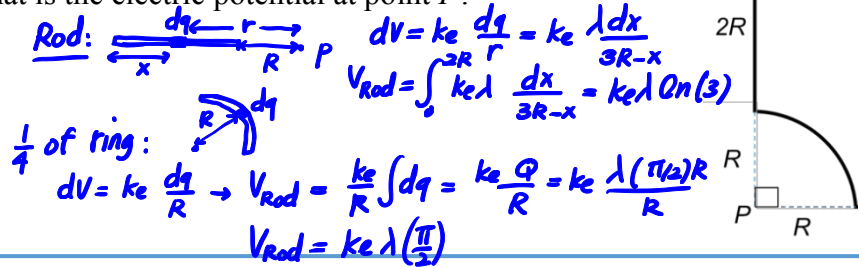 hat is the electric potential at point P ?
Rod: dq r R P x
dV = ke dq/r = ke λdx/3R-x
V_Rod = ∫₀^2R keλ dx/3R-x = keλ ln(3)
1/4 of ring: R dq
dV = ke dq/R → V_Rod = ke/R ∫dq = ke Q/R = ke λ(π/2)R/R
V_Rod = ke λ(π/2)
2R
R
P
R